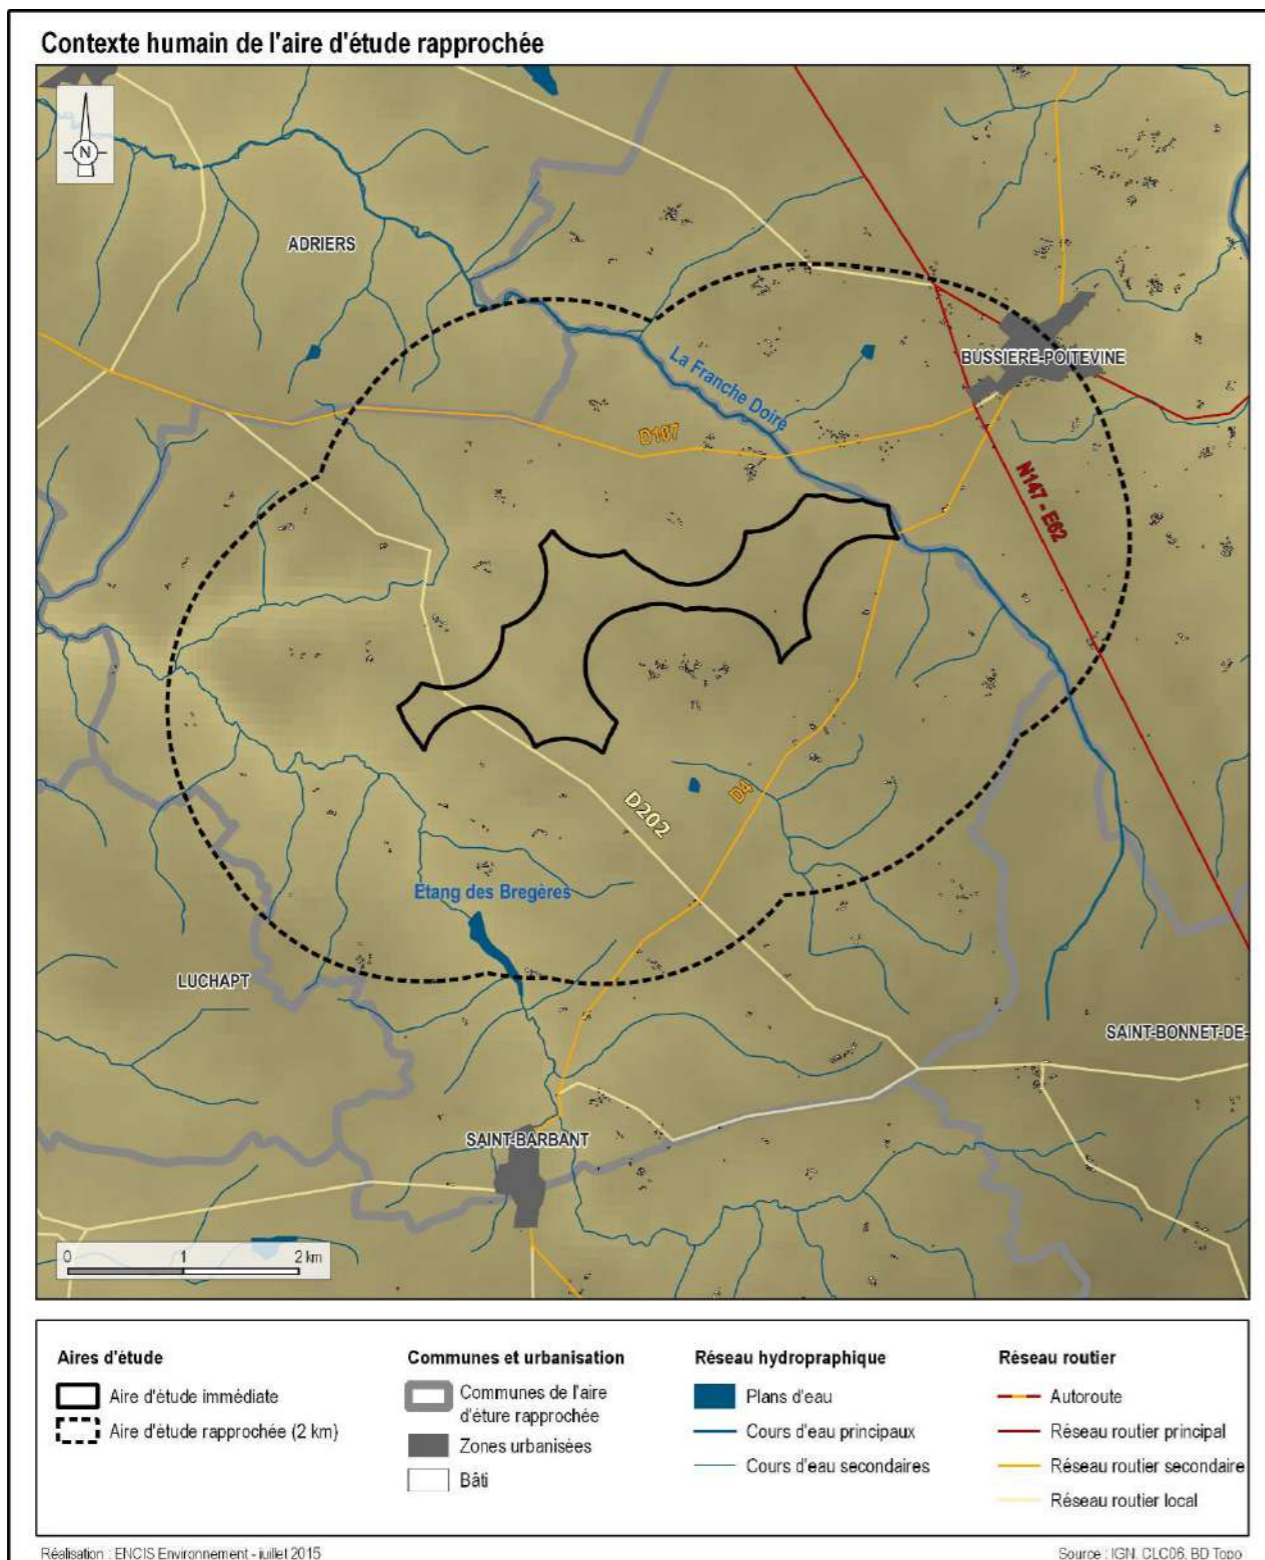 Contexte humain de l'aire d'étude rapprochée
N
ADRIERS
BUSSIERE-POITEVINE
La Franche Doire
D107
N147 - E62
D4
D202
Etang des Bregères
LUCHAPT
SAINT-BONNET-DE-
SAINT-BARBANT
0 1 2 km
Aires d'étude
Aire d'étude immédiate
Aire d'étude rapprochée (2 km)
Communes et urbanisation
Communes de l'aire
d'éture rapprochée
Zones urbanisées
Bâti
Réseau hydropraphique
Plans d'eau
Cours d'eau principaux
Cours d'eau secondaires
Réseau routier
Autoroute
Réseau routier principal
Réseau routier secondaire
Réseau routier local
Réalisation : ENCIS Environnement - juillet 2015
Source : IGN, CLC06, BD Topo